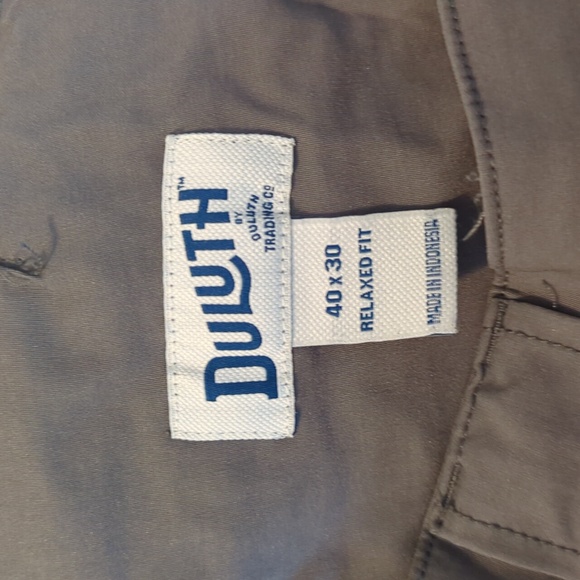 DULUTH™
BY
DULUTH
TRADING CO
40 X 30
RELAXED FIT
MADE IN INDONESIA